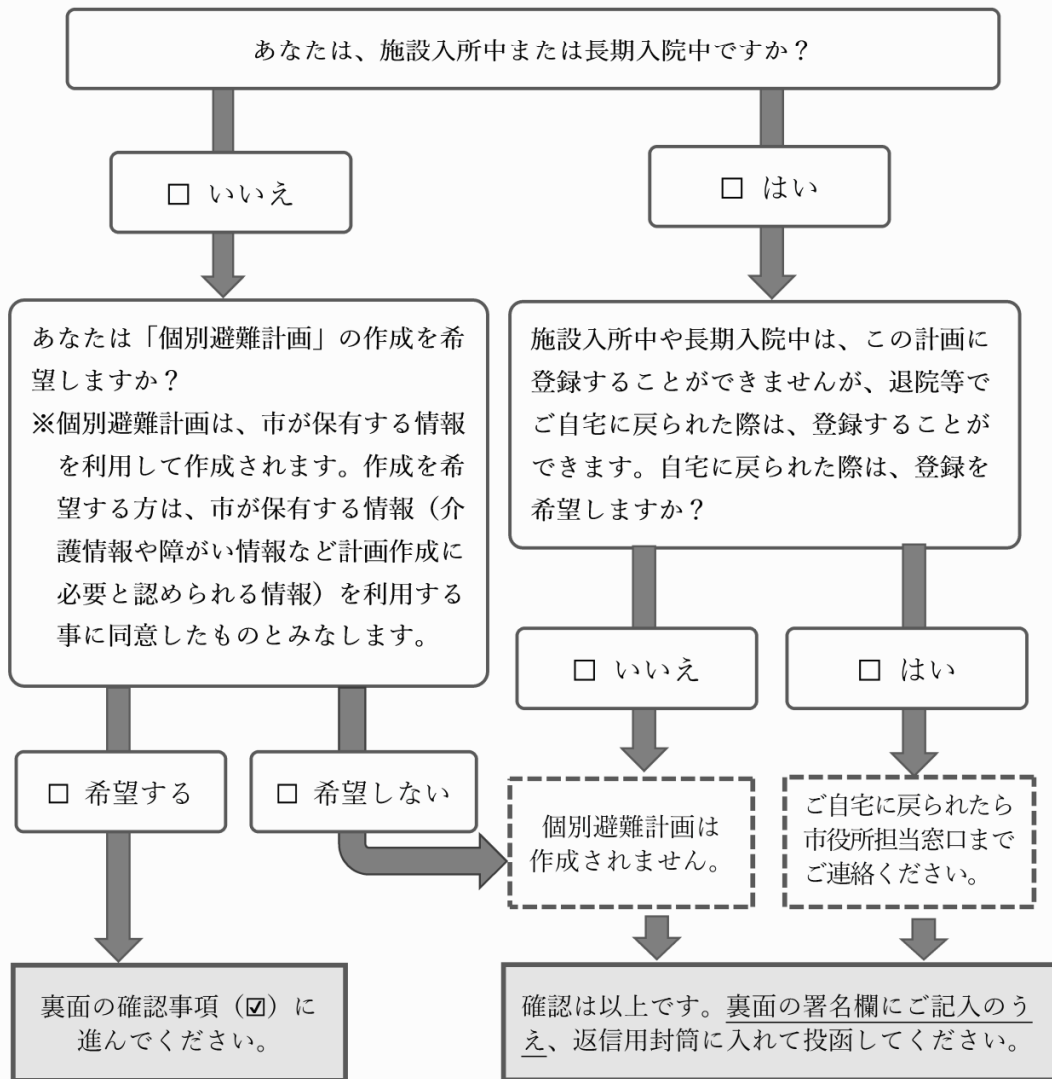 あなたは、施設入所中または長期入院中ですか？
□ いいえ
□ はい
あなたは「個別避難計画」の作成を希
望しますか？
※個別避難計画は、市が保有する情報
を利用して作成されます。作成を希
望する方は、市が保有する情報（介
護情報や障がい情報など計画作成に
必要と認められる情報）を利用する
事に同意したものとみなします。
施設入所中や長期入院中は、この計画に
登録することができませんが、退院等で
ご自宅に戻られた際は、登録することが
できます。自宅に戻られた際は、登録を
希望しますか？
□ いいえ
□ はい
□ 希望する
□ 希望しない
個別避難計画は
作成されません。
ご自宅に戻られたら
市役所担当窓口まで
ご連絡ください。
裏面の確認事項（☑）に
進んでください。
確認は以上です。裏面の署名欄にご記入のう
え、返信用封筒に入れて投函してください。